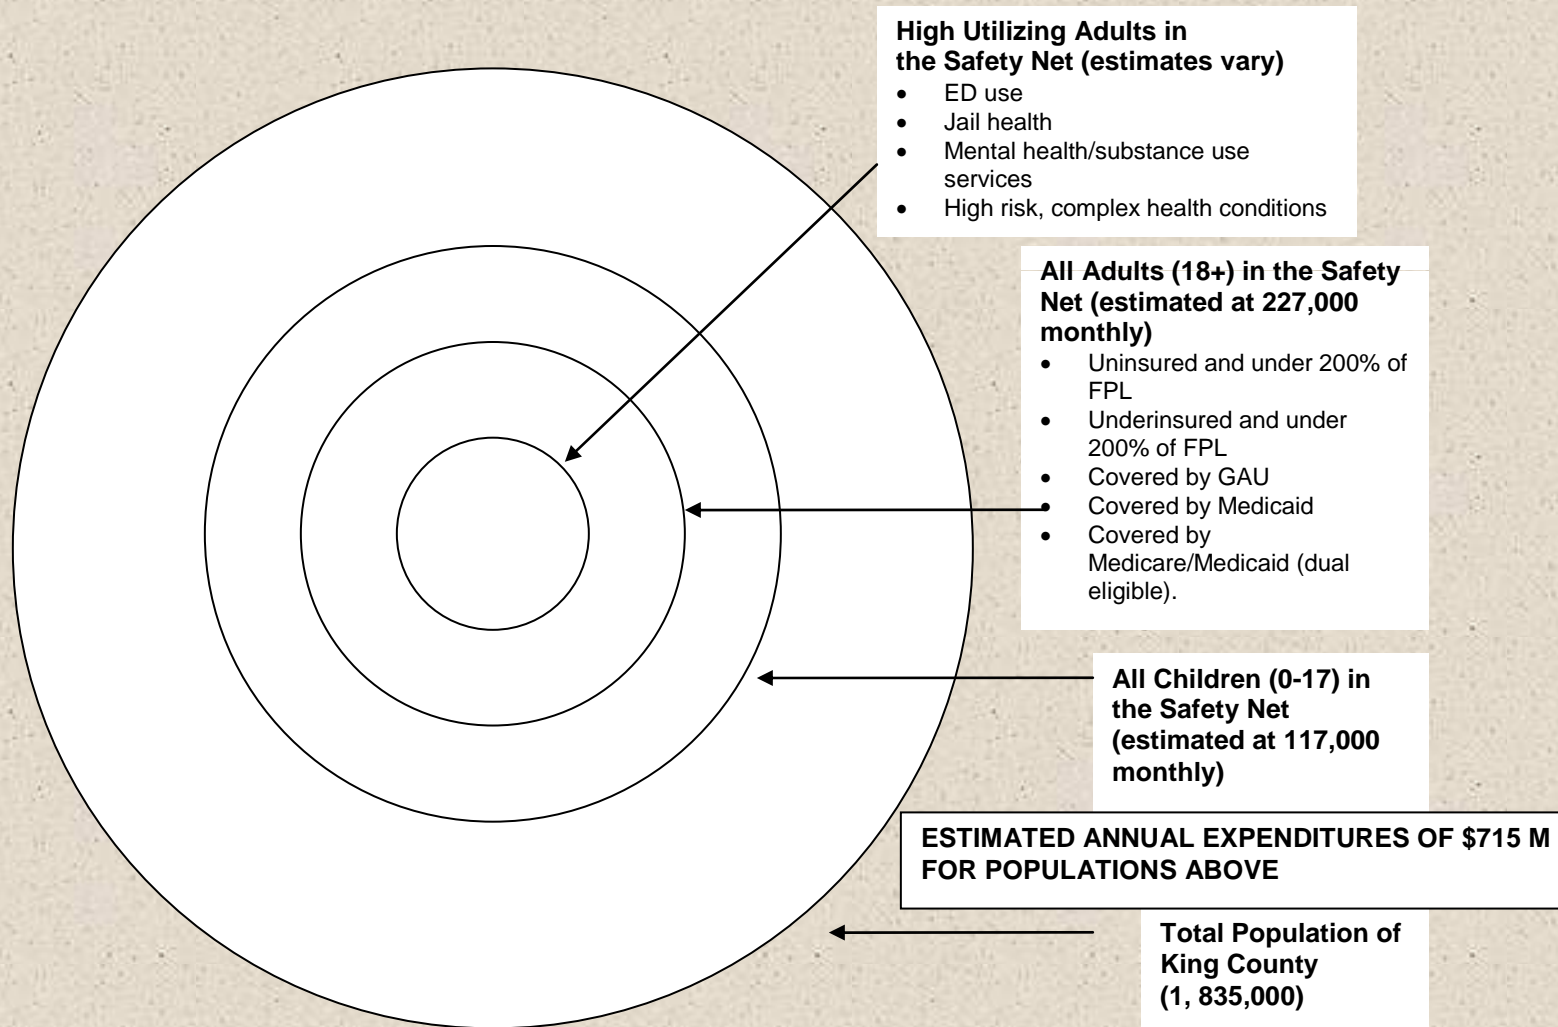 High Utilizing Adults in
the Safety Net (estimates vary)
• ED use
• Jail health
• Mental health/substance use
services
• High risk, complex health conditions
All Adults (18+) in the Safety
Net (estimated at 227,000
monthly)
• Uninsured and under 200% of
FPL
• Underinsured and under
200% of FPL
• Covered by GAU
• Covered by Medicaid
• Covered by
Medicare/Medicaid (dual
eligible).
All Children (0-17) in
the Safety Net
(estimated at 117,000
monthly)
ESTIMATED ANNUAL EXPENDITURES OF $715 M
FOR POPULATIONS ABOVE
Total Population of
King County
(1, 835,000)